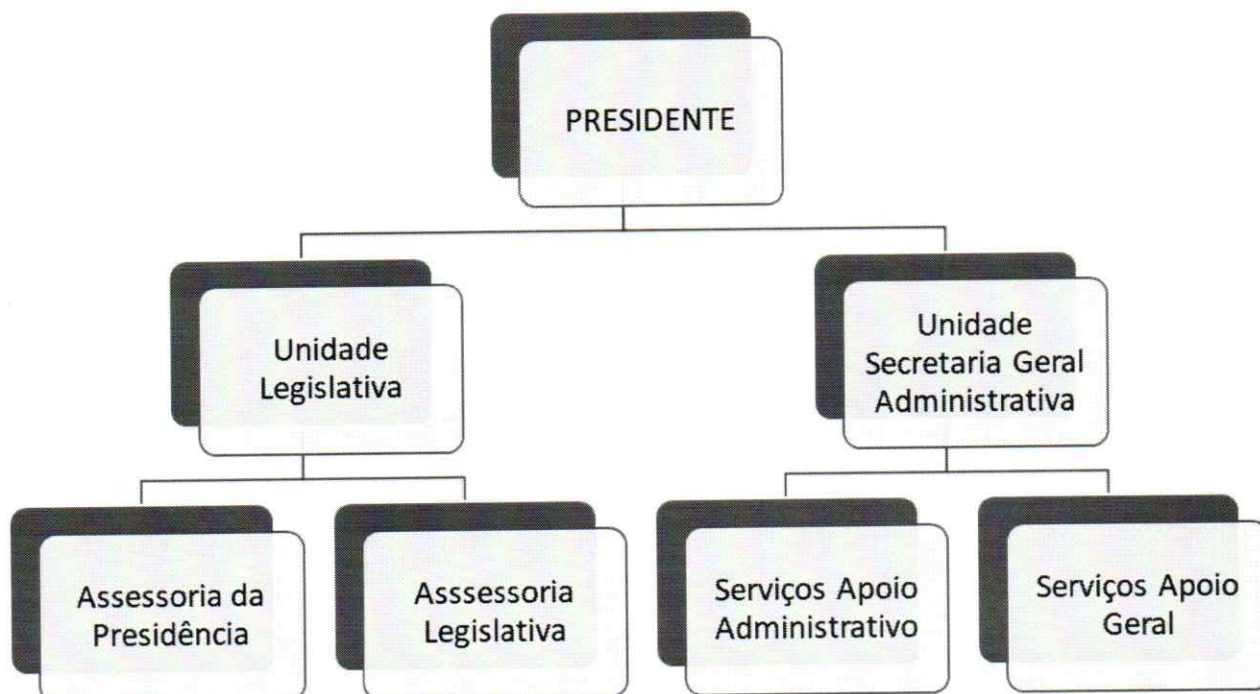 PRESIDENTE
Unidade
Legislativa
Unidade
Secretaria Geral
Administrativa
Assessoria da
Presidência
Asssessoria
Legislativa
Serviços Apoio
Administrativo
Serviços Apoio
Geral